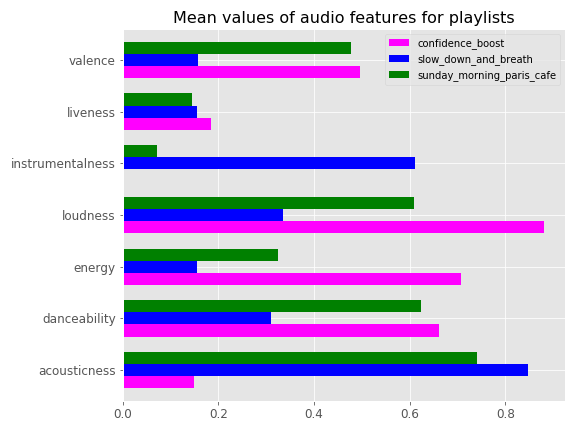 Mean values of audio features for playlists
confidence_boost
slow_down_and_breath
sunday_morning_paris_cafe
valence
liveness
instrumentalness
loudness
energy
danceability
acousticness
0.0 0.2 0.4 0.6 0.8